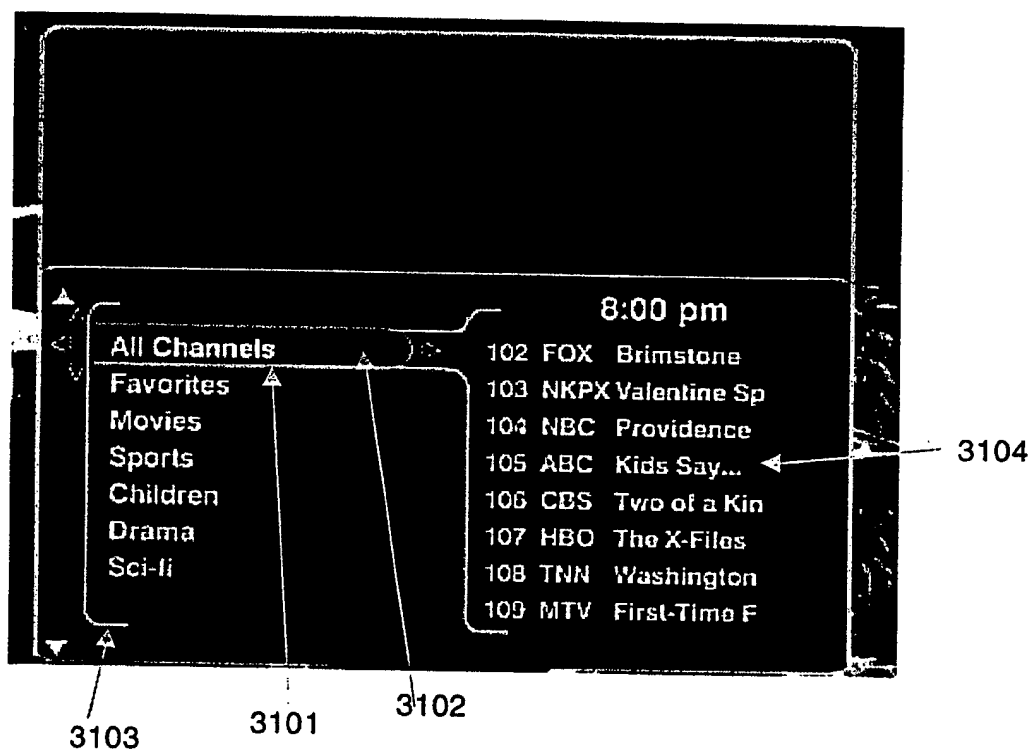 8:00 pm
All Channels
Favorites
Movies
Sports
Children
Drama
Sci-fi
102 FOX Brimstone
103 NKPX Valentine Sp
104 NBC Providence
105 ABC Kids Say...
106 CBS Two of a Kin
107 HBO The X-Files
108 TNN Washington
109 MTV First-Time F
3104
3103
3101
3102